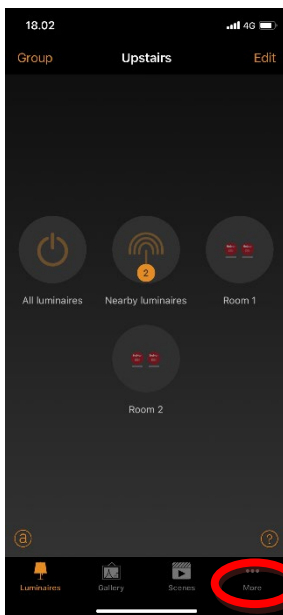 18.02 4G
Group Upstairs Edit
2
All luminaires Nearby luminaires Room 1
Room 2
a ?
Luminaires Gallery Scenes More